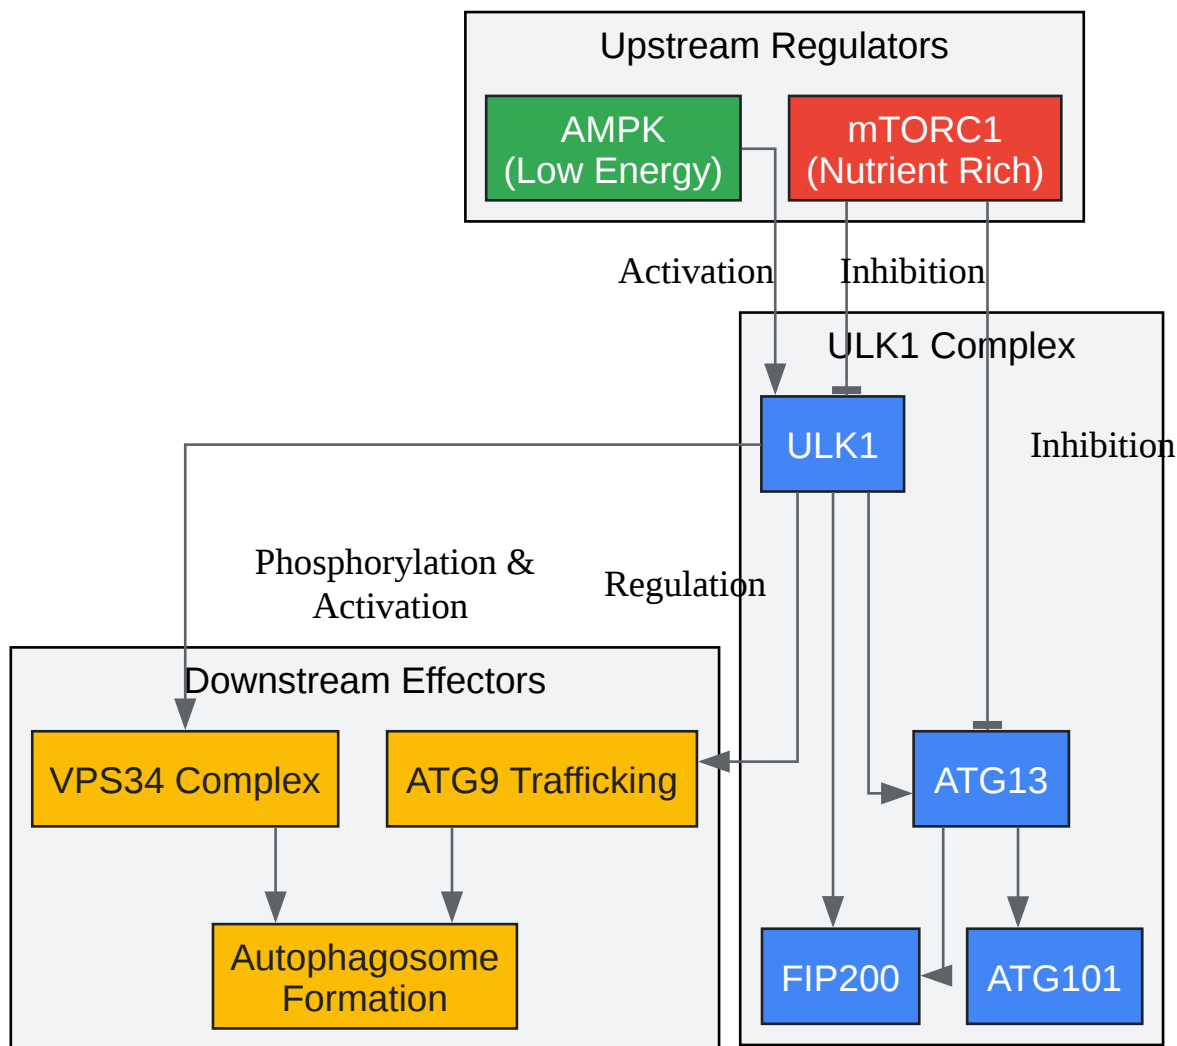 Upstream Regulators
AMPK
(Low Energy)
mTORC1
(Nutrient Rich)
Activation
Inhibition
ULK1 Complex
ULK1
Inhibition
Phosphorylation &
Activation
Regulation
Downstream Effectors
VPS34 Complex
ATG9 Trafficking
ATG13
Autophagosome
Formation
FIP200
ATG101